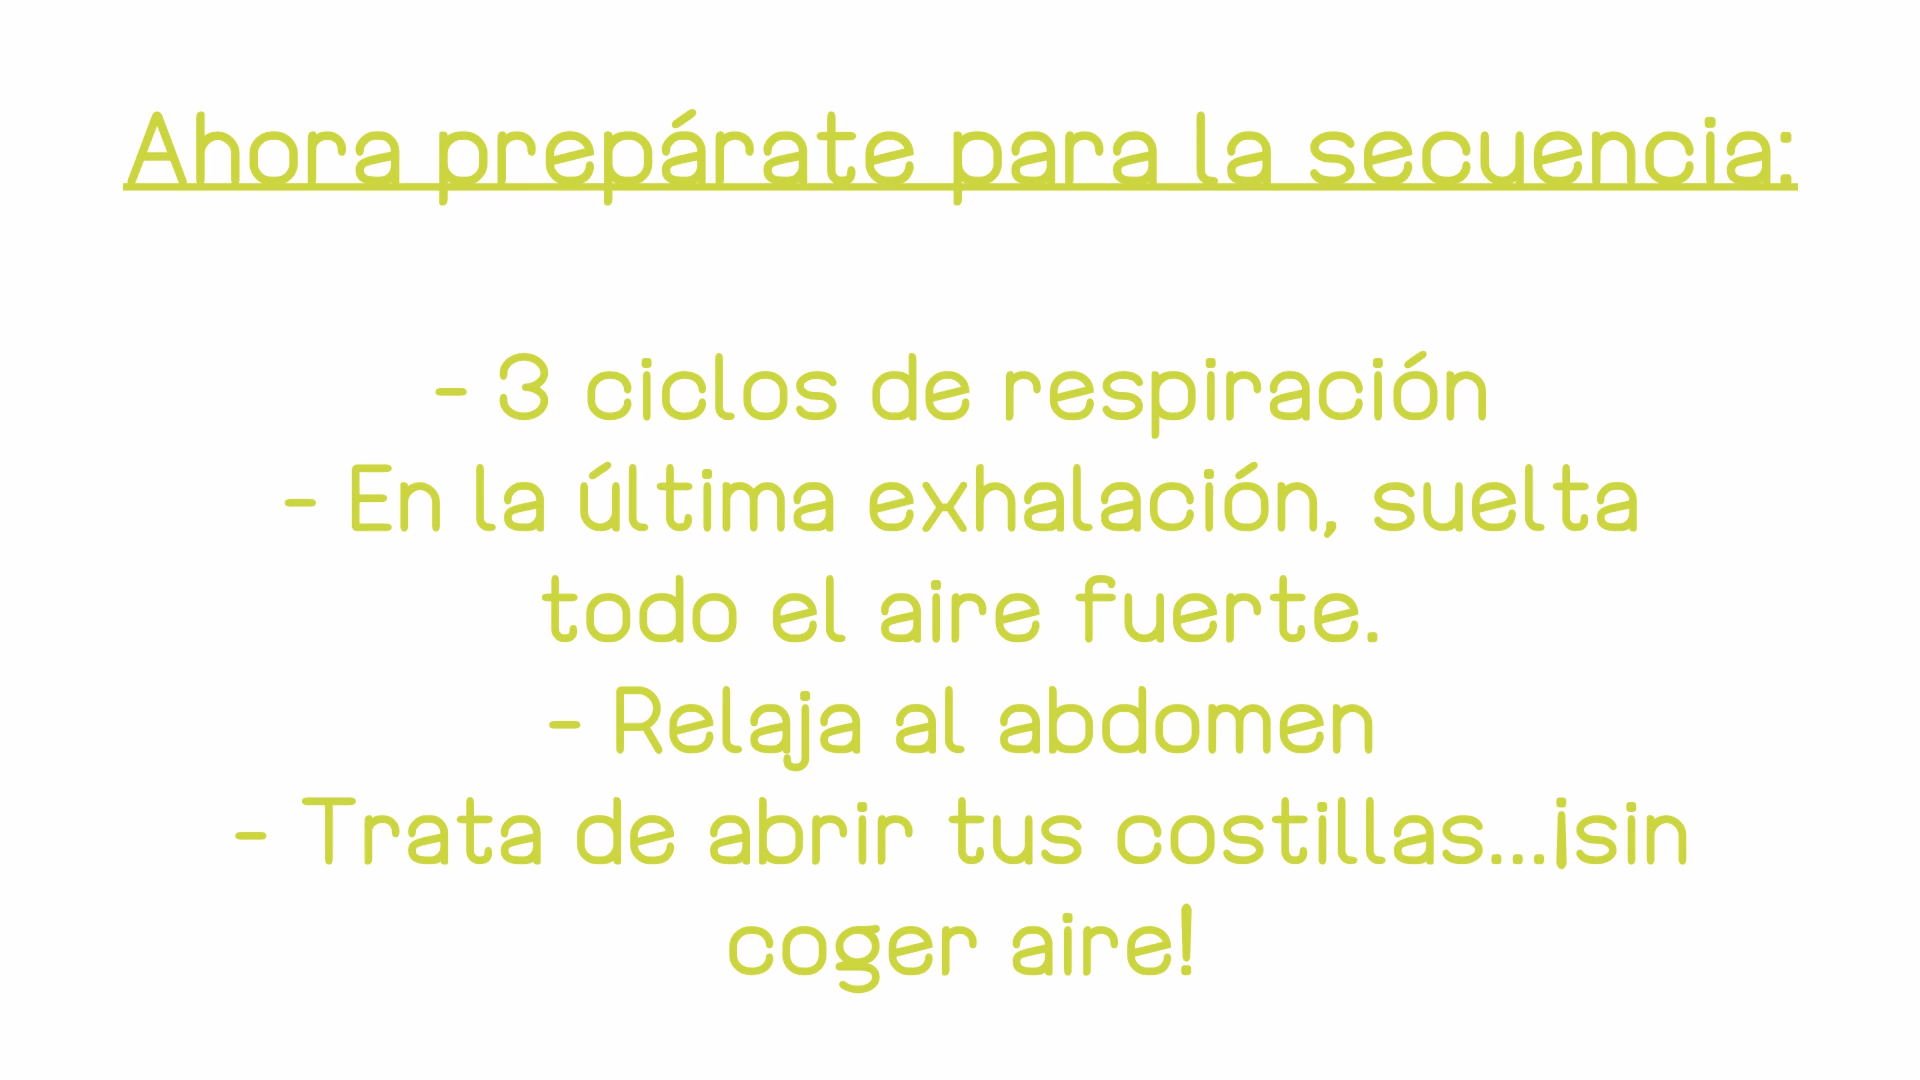 Ahora prepárate para la secuencia:
- 3 ciclos de respiración
- En la última exhalación, suelta
todo el aire fuerte.
- Relaja al abdomen
- Trata de abrir tus costillas...¡sin
coger aire!